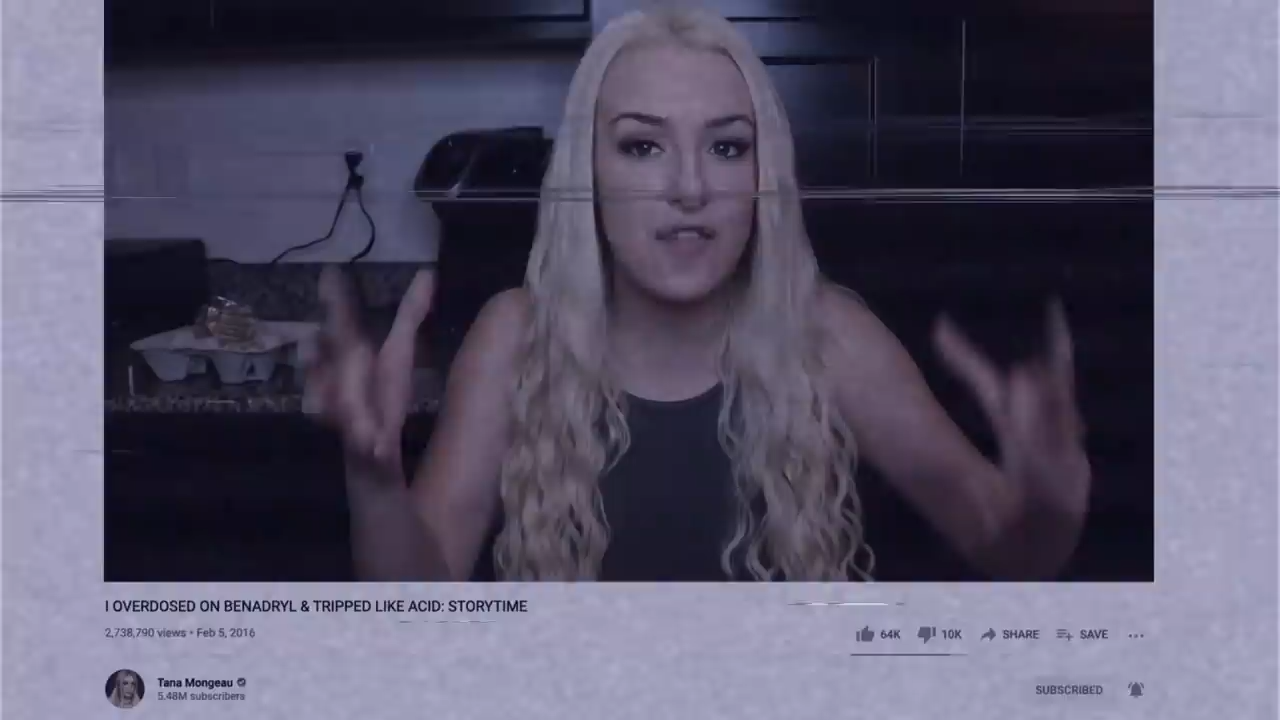 I OVERDOSED ON BENADRYL & TRIPPED LIKE ACID: STORYTIME
2,738,790 views • Feb 5, 2016
64K 10K SHARE SAVE
Tana Mongeau
5.48M subscribers
SUBSCRIBED